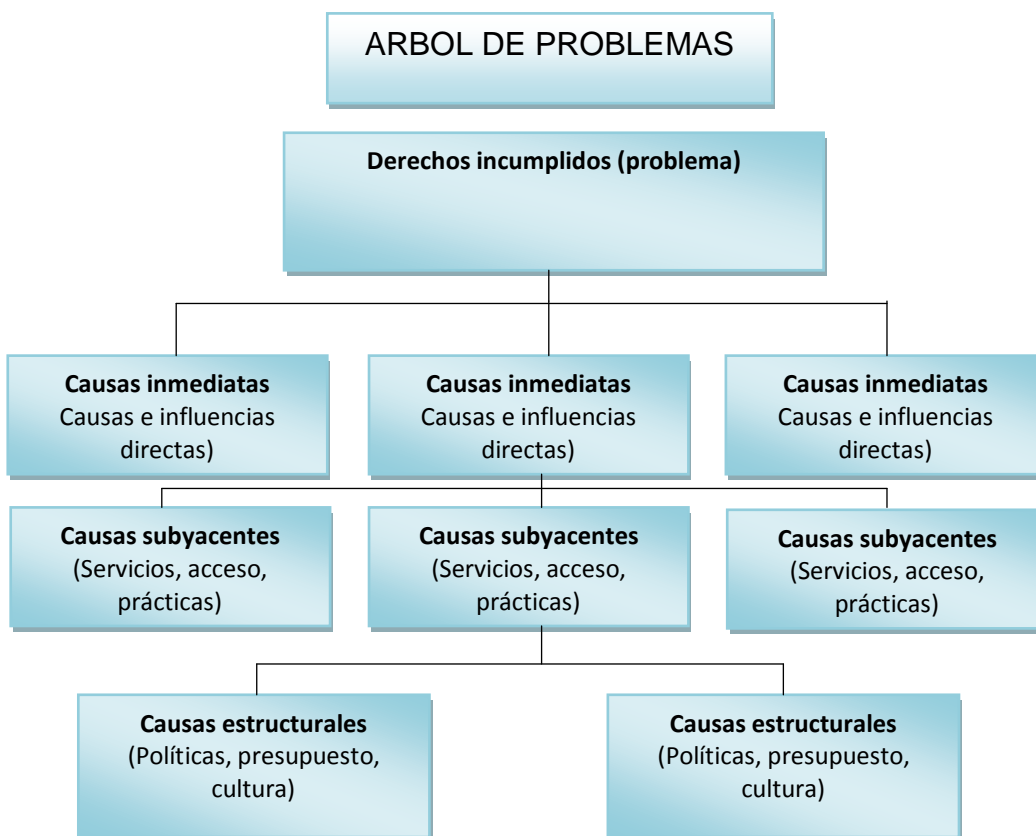 ARBOL DE PROBLEMAS
Derechos incumplidos (problema)
Causas inmediatas
Causas e influencias
directas)
Causas inmediatas
Causas e influencias
directas)
Causas inmediatas
Causas e influencias
directas)
Causas subyacentes
(Servicios, acceso,
prácticas)
Causas subyacentes
(Servicios, acceso,
prácticas)
Causas subyacentes
(Servicios, acceso,
prácticas)
Causas estructurales
(Políticas, presupuesto,
cultura)
Causas estructurales
(Políticas, presupuesto,
cultura)